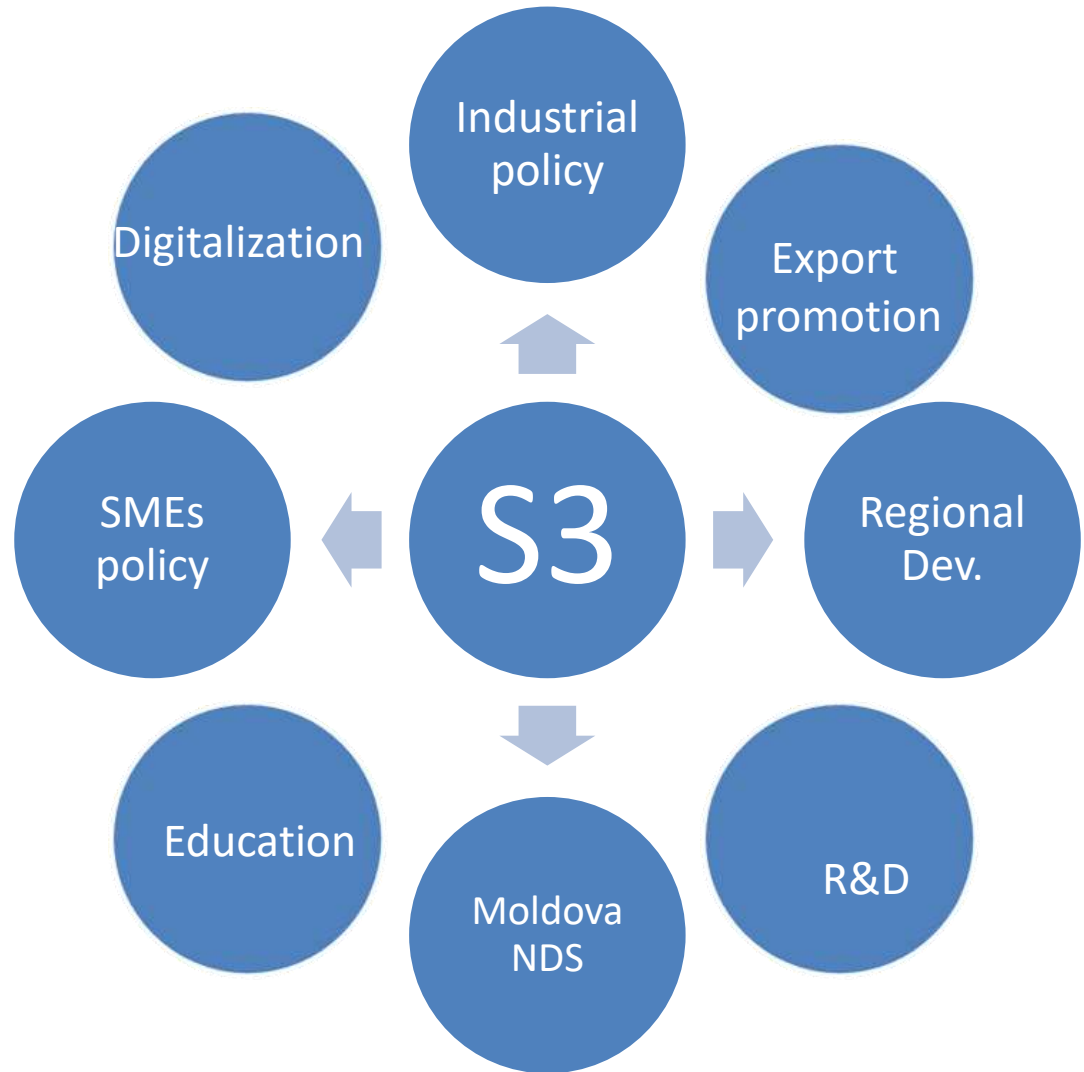 Industrial
policy
Digitalization
Export
promotion
SMEs
policy
S3
Regional
Dev.
Education
R&D
Moldova
NDS